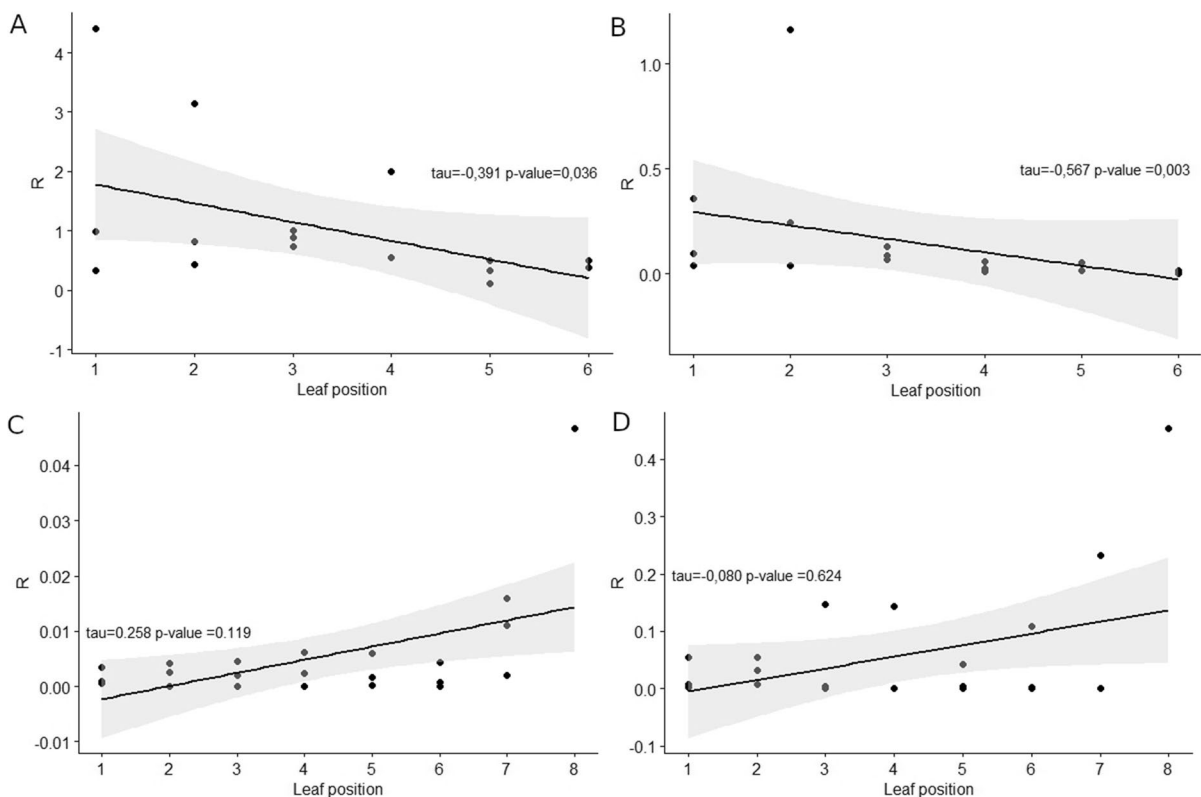 A
4
3
2
1
0
-1
R
tau=-0,391 p-value=0,036
1 2 3 4 5 6
Leaf position
B
1.0
0.5
0.0
R
tau=-0,567 p-value =0,003
1 2 3 4 5 6
Leaf position
C
0.04
0.03
0.02
0.01
0.00
-0.01
R
tau=0.258 p-value =0.119
1 2 3 4 5 6 7 8
Leaf position
D
0.4
0.3
0.2
0.1
0.0
-0.1
R
tau=-0,080 p-value =0.624
1 2 3 4 5 6 7 8
Leaf position